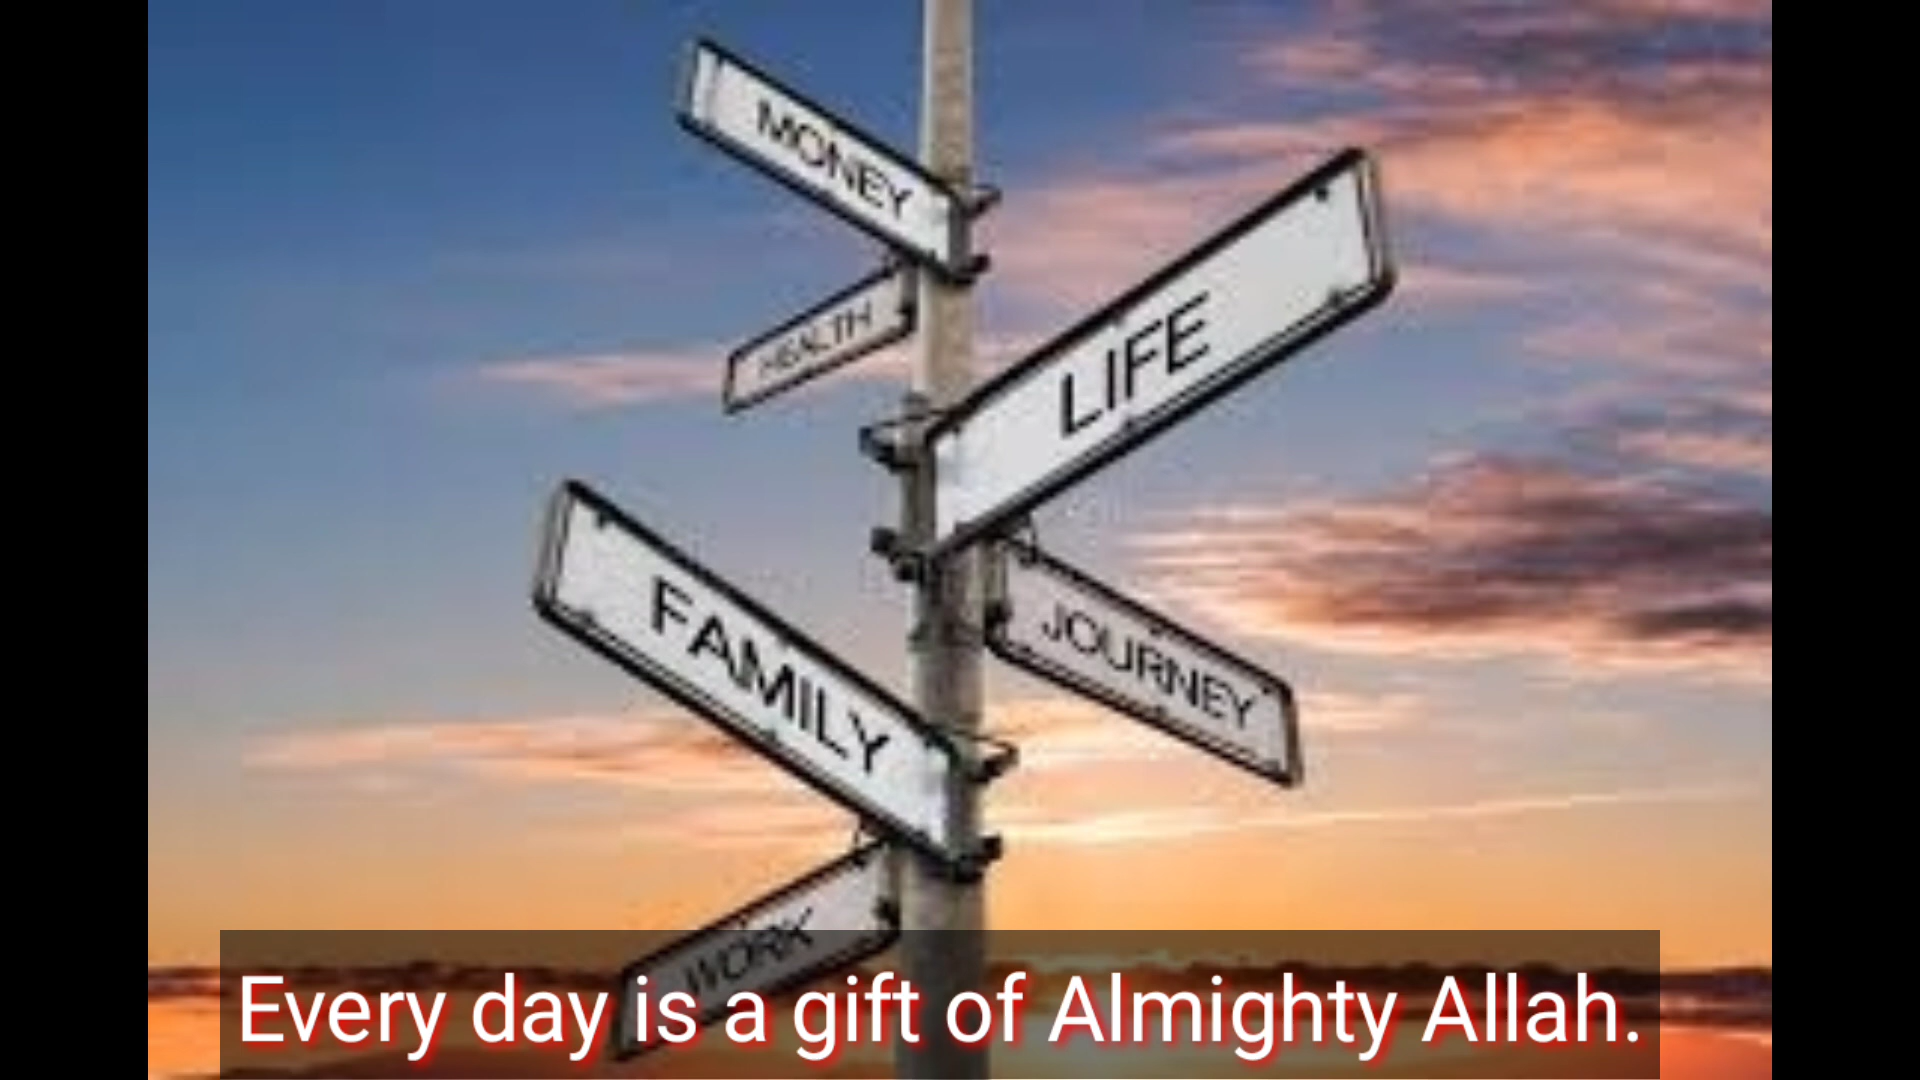 MONEY
HEALTH
LIFE
FAMILY
JOURNEY
WORK
Every day is a gift of Almighty Allah.